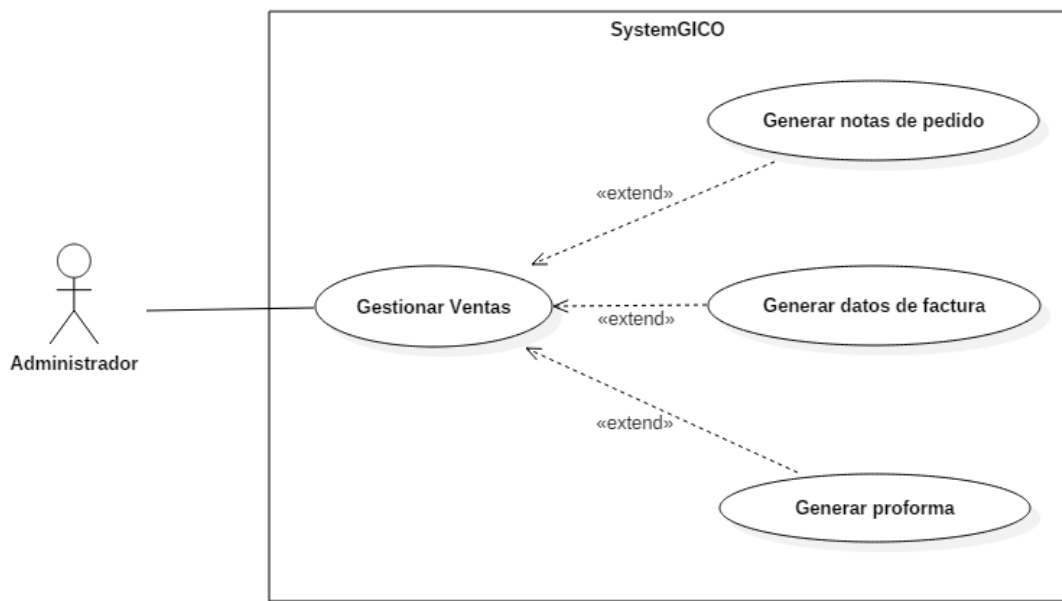 SystemGICO
Generar notas de pedido
«extend»
Gestionar Ventas
Generar datos de factura
«extend»
Administrador
«extend»
Generar proforma